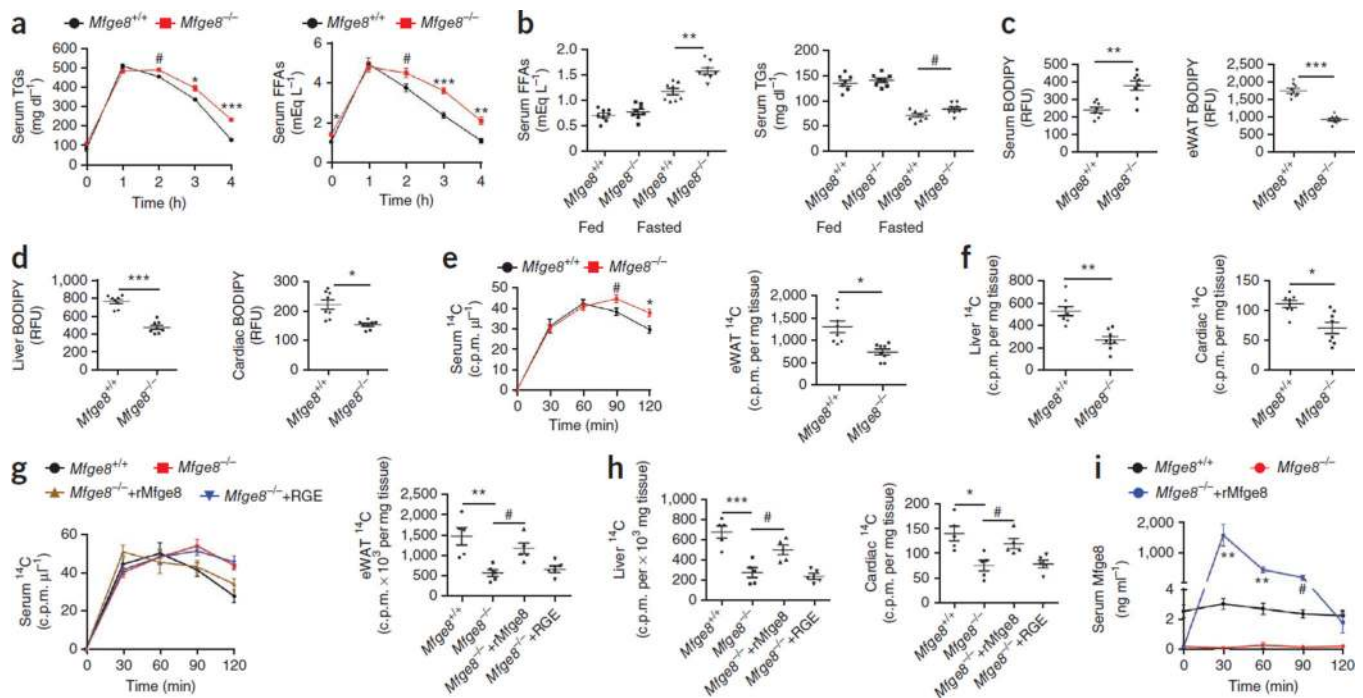 a
Mfge8+/+ Mfge8–/–
Serum TGs
(mg dl–1)
600
500
400
300
200
100
0
# * ***
0 1 2 3 4
Time (h)
Mfge8+/+ Mfge8–/–
Serum FFAs
(mEq L–1)
6
4
2
0
* # *** **
0 1 2 3 4
Time (h)
b
Serum FFAs
(mEq L–1)
2.0
1.5
1.0
0.5
0
**
Mfge8+/+ Mfge8–/– Mfge8+/+ Mfge8–/–
Fed Fasted
Serum TGs
(mg dl–1)
200
150
100
50
0
#
Mfge8+/+ Mfge8–/– Mfge8+/+ Mfge8–/–
Fed Fasted
c
Serum BODIPY
(RFU)
500
400
300
200
100
0
**
Mfge8+/+ Mfge8–/–
eWAT BODIPY
(RFU)
2,500
2,000
1,500
1,000
500
0
***
Mfge8+/+ Mfge8–/–
d
Liver BODIPY
(RFU)
1,000
800
600
400
200
0
***
Mfge8+/+ Mfge8–/–
Cardiac BODIPY
(RFU)
300
200
100
0
*
Mfge8+/+ Mfge8–/–
e
Mfge8+/+ Mfge8–/–
Serum 14C
(c.p.m. µl–1)
50
40
30
20
10
0
# *
0 30 60 90 120
Time (min)
eWAT 14C
(c.p.m. per mg tissue)
2,000
1,500
1,000
500
0
*
Mfge8+/+ Mfge8–/–
f
Liver 14C
(c.p.m. per mg tissue)
800
600
400
200
0
**
Mfge8+/+ Mfge8–/–
Cardiac 14C
(c.p.m. per mg tissue)
150
100
50
0
*
Mfge8+/+ Mfge8–/–
g
Mfge8+/+ Mfge8–/–
Mfge8–/–+rMfge8 Mfge8–/–+RGE
Serum 14C
(c.p.m. µl–1)
60
40
20
0
0 30 60 90 120
Time (min)
eWAT 14C
(c.p.m. × 103 per mg tissue)
2,500
2,000
1,500
1,000
500
0
** #
Mfge8+/+ Mfge8–/– Mfge8–/–+rMfge8 Mfge8–/–+RGE
h
Liver 14C
(c.p.m. per × 103 mg tissue)
1,000
800
600
400
200
0
*** #
Mfge8+/+ Mfge8–/– Mfge8–/–+rMfge8 Mfge8–/–+RGE
Cardiac 14C
(c.p.m. per mg tissue)
200
150
100
50
0
* #
Mfge8+/+ Mfge8–/– Mfge8–/–+rMfge8 Mfge8–/–+RGE
i
Mfge8+/+ Mfge8–/–
Mfge8–/–+rMfge8
Serum Mfge8
(ng ml–1)
2,000
1,000
4
2
0
** ** #
0 30 60 90 120
Time (min)